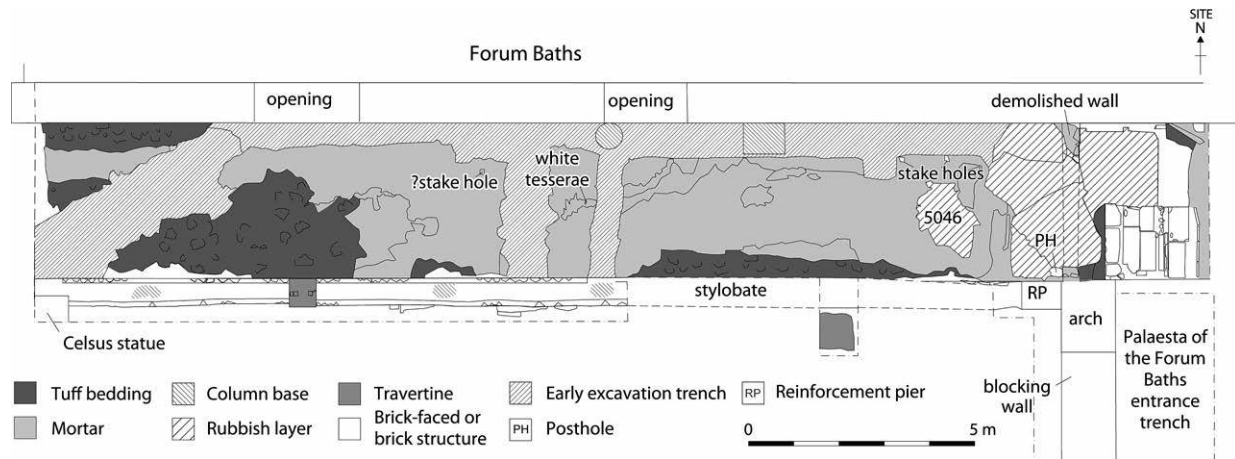 SITE
N
Forum Baths
opening
opening
demolished wall
white
tesserae
?stake hole
stake holes
5046
PH
stylobate
RP
arch
Celsus statue
Palaesta of
the Forum
Baths
entrance
trench
blocking
wall
Tuff bedding
Column base
Travertine
Early excavation trench
RP Reinforcement pier
Mortar
Rubbish layer
Brick-faced or
brick structure
PH Posthole
0 5 m